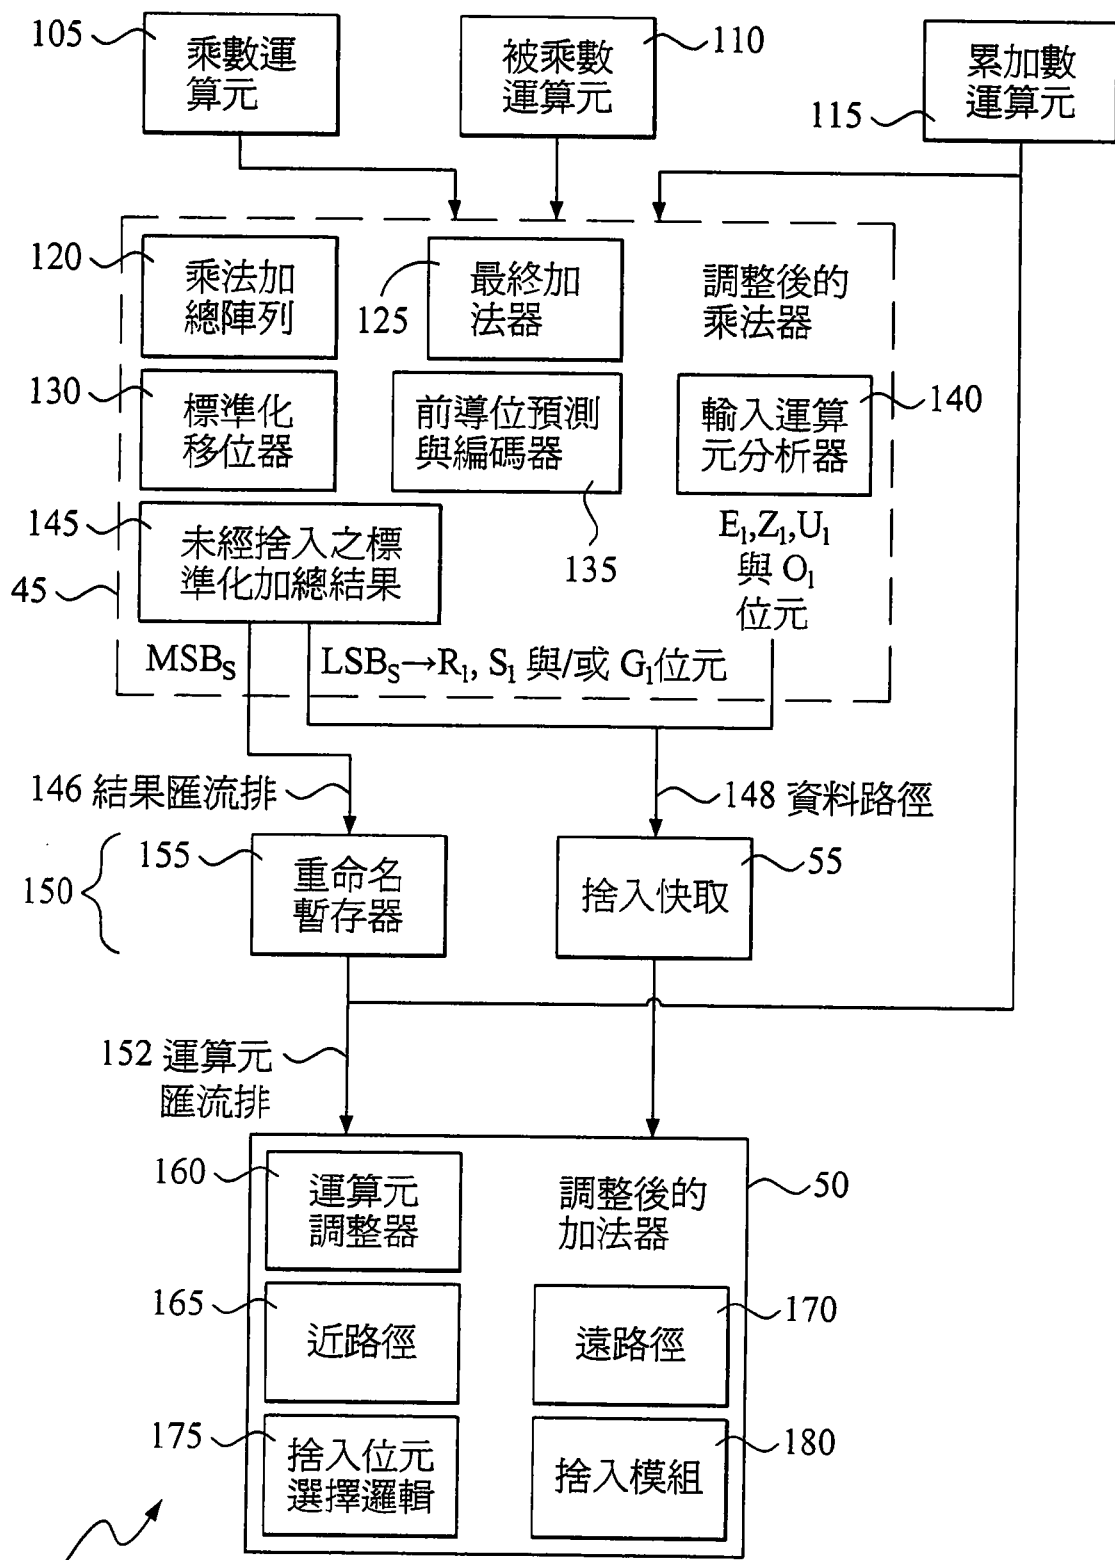 105
乘數運
算元
被乘數
運算元
110
累加數
運算元
115
120
乘法加
總陣列
125
最終加
法器
調整後的
乘法器
130
標準化
移位器
前導位預測
與編碼器
135
輸入運算
元分析器
140
145
未經捨入之標
準化加總結果
45
E₁,Z₁,U₁
與 O₁
位元
MSBₛ
LSBₛ→R₁, S₁ 與/或 G₁位元
146 結果匯流排
148 資料路徑
150
155
重命名
暫存器
捨入快取
55
152 運算元
匯流排
160
運算元
調整器
調整後的
加法器
50
165
近路徑
遠路徑
170
175
捨入位元
選擇邏輯
捨入模組
180